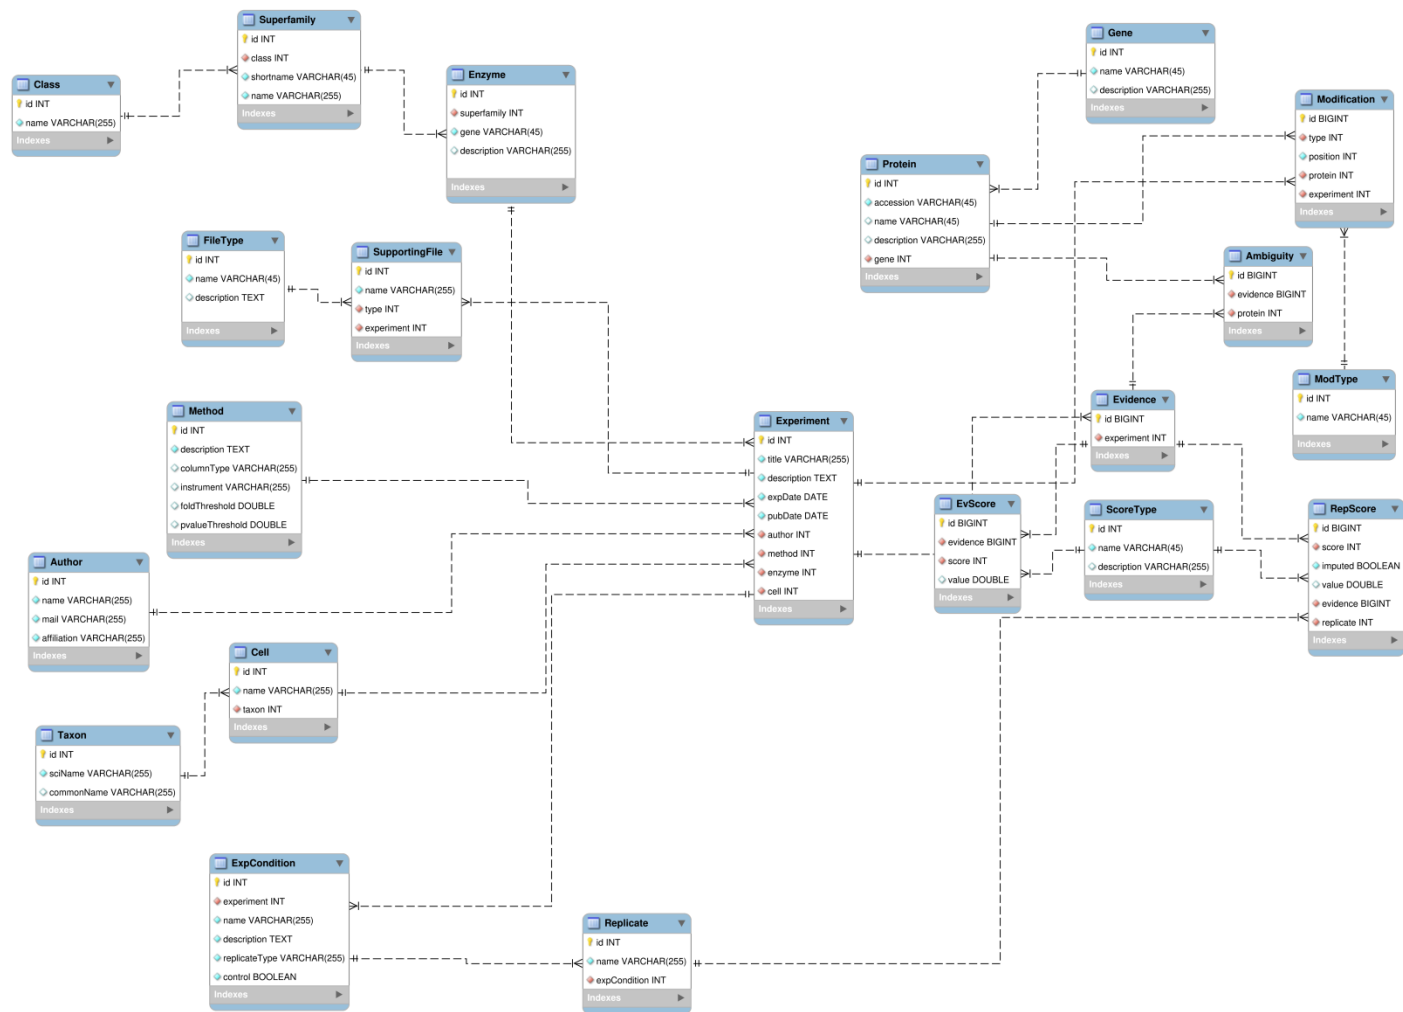 Superfamily
id INT
class INT
shortname VARCHAR(45)
name VARCHAR(255)
Indexes
Class
id INT
name VARCHAR(255)
Indexes
Enzyme
id INT
superfamily INT
gene VARCHAR(45)
description VARCHAR(255)
Indexes
Gene
id INT
name VARCHAR(45)
description VARCHAR(255)
Indexes
Modification
id BIGINT
type INT
position INT
protein INT
experiment INT
Indexes
Protein
id INT
accession VARCHAR(45)
name VARCHAR(45)
description VARCHAR(255)
gene INT
Indexes
FileType
id INT
name VARCHAR(45)
description TEXT
Indexes
SupportingFile
id INT
name VARCHAR(255)
type INT
experiment INT
Indexes
Ambiguity
id BIGINT
evidence BIGINT
protein INT
Indexes
ModType
id INT
name VARCHAR(45)
Indexes
Method
id INT
description TEXT
columnType VARCHAR(255)
instrument VARCHAR(255)
foldThreshold DOUBLE
pvalueThreshold DOUBLE
Indexes
Experiment
id INT
title VARCHAR(255)
description TEXT
expDate DATE
pubDate DATE
author INT
method INT
enzyme INT
cell INT
Indexes
Evidence
id BIGINT
experiment INT
Indexes
EvScore
id BIGINT
evidence BIGINT
score INT
value DOUBLE
Indexes
ScoreType
id INT
name VARCHAR(45)
description VARCHAR(255)
Indexes
RepScore
id BIGINT
score INT
imputed BOOLEAN
value DOUBLE
evidence BIGINT
replicate INT
Indexes
Author
id INT
name VARCHAR(255)
mail VARCHAR(255)
affiliation VARCHAR(255)
Indexes
Cell
id INT
name VARCHAR(255)
taxon INT
Indexes
Taxon
id INT
sciName VARCHAR(255)
commonName VARCHAR(255)
Indexes
ExpCondition
id INT
experiment INT
name VARCHAR(255)
description TEXT
replicateType VARCHAR(255)
control BOOLEAN
Indexes
Replicate
id INT
name VARCHAR(255)
expCondition INT
Indexes